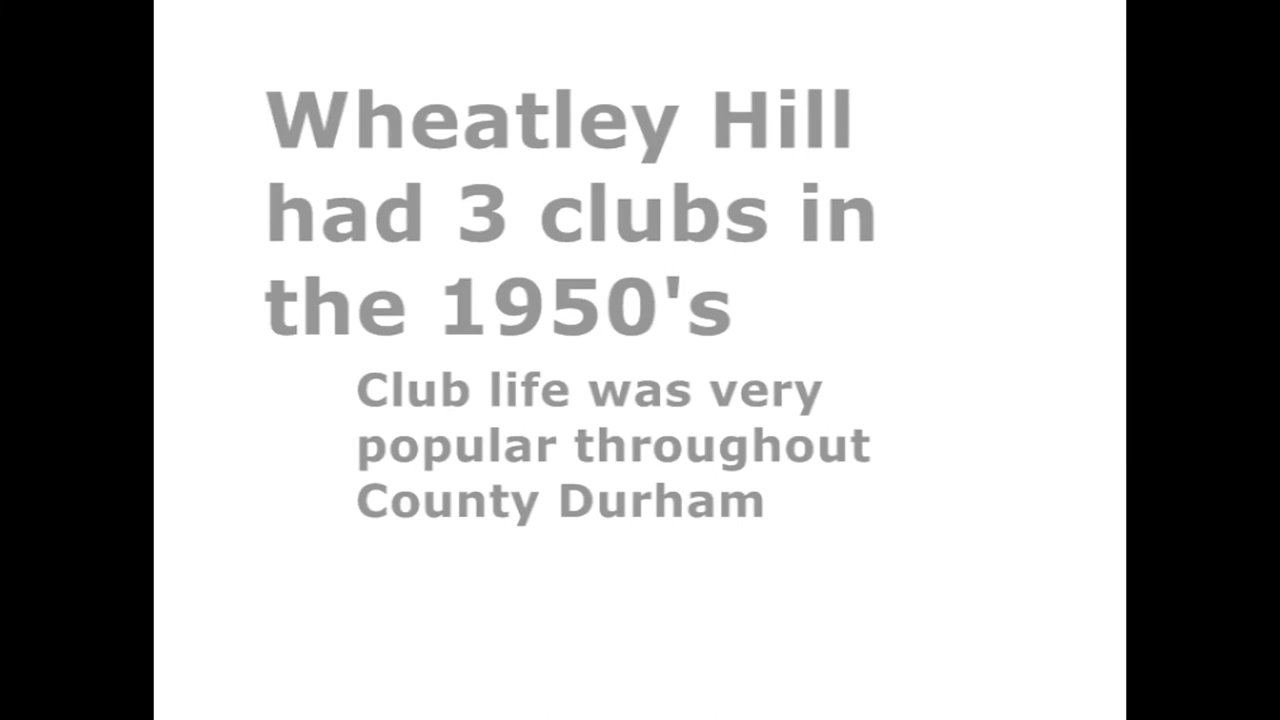 Wheatley Hill
had 3 clubs in
the 1950's
Club life was very
popular throughout
County Durham